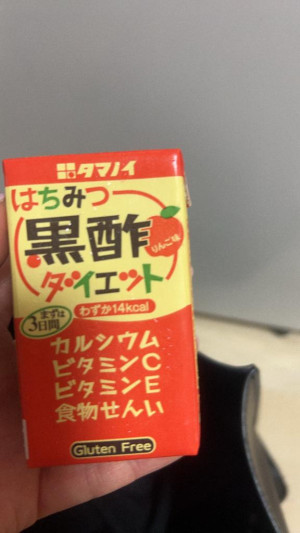 タマノイ
はちみつ
黒酢
りんご味
ダイエット
まずは
3日間
わずか14kcal
カルシウム
ビタミンC
ビタミンE
食物せんい
Gluten Free